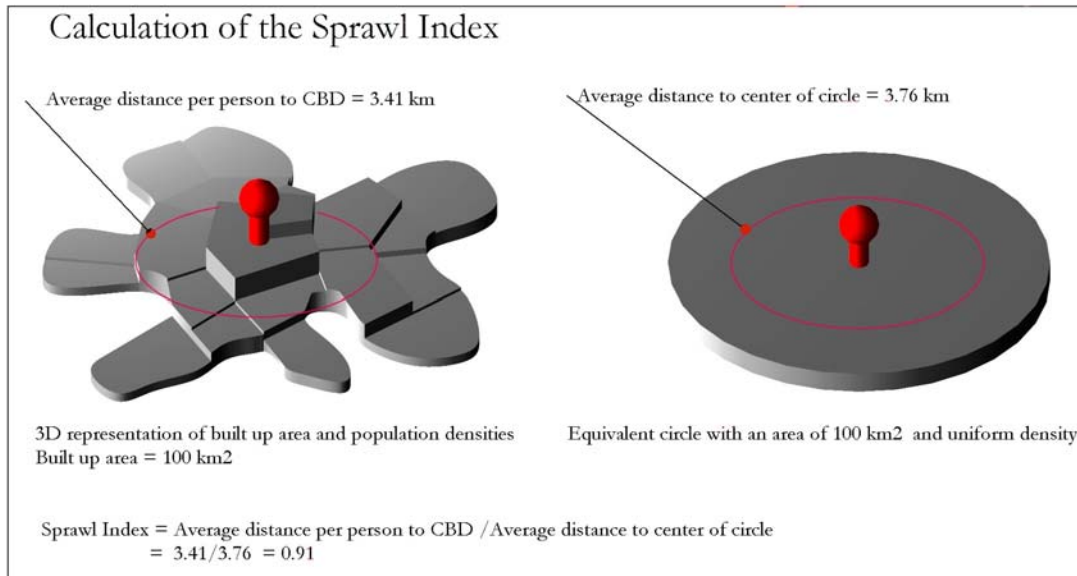 Calculation of the Sprawl Index
Average distance per person to CBD = 3.41 km
Average distance to center of circle = 3.76 km
3D representation of built up area and population densities
Built up area = 100 km2
Equivalent circle with an area of 100 km2 and uniform density
Sprawl Index = Average distance per person to CBD /Average distance to center of circle
= 3.41/3.76 = 0.91